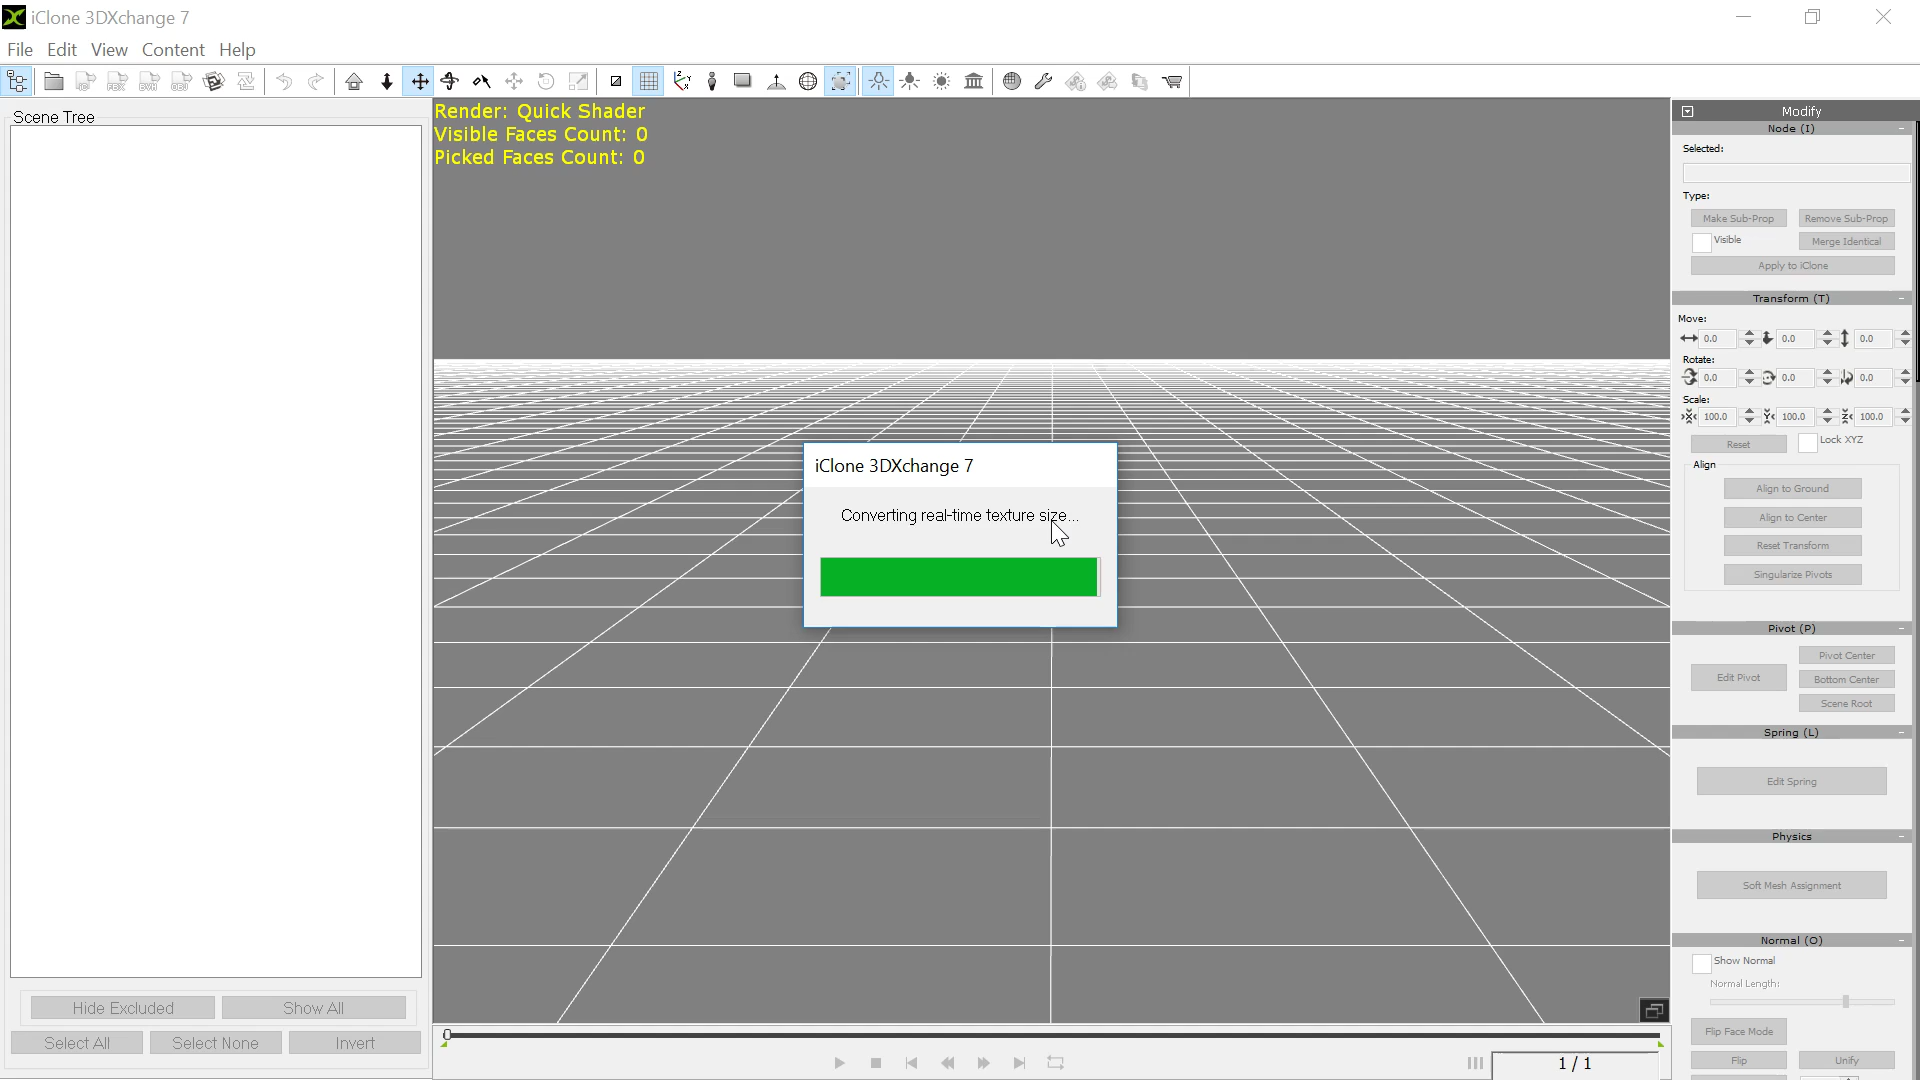 iClone 3DXchange 7
File Edit View Content Help
Scene Tree
Render: Quick Shader
Visible Faces Count: 0
Picked Faces Count: 0
iClone 3DXchange 7
Converting real-time texture size...
Hide Excluded Show All
Select All Select None Invert
1 / 1
Modify
Node (I)
Selected:
Type:
Make Sub-Prop Remove Sub-Prop
Visible Merge Identical
Apply to iClone
Transform (T)
Move:
0.0 0.0 0.0
Rotate:
0.0 0.0 0.0
Scale:
100.0 100.0 100.0
Reset Lock XYZ
Align
Align to Ground
Align to Center
Reset Transform
Singularize Pivots
Pivot (P)
Pivot Center
Edit Pivot Bottom Center
Scene Root
Spring (L)
Edit Spring
Physics
Soft Mesh Assignment
Normal (O)
Show Normal
Normal Length:
Flip Face Mode
Flip Unify